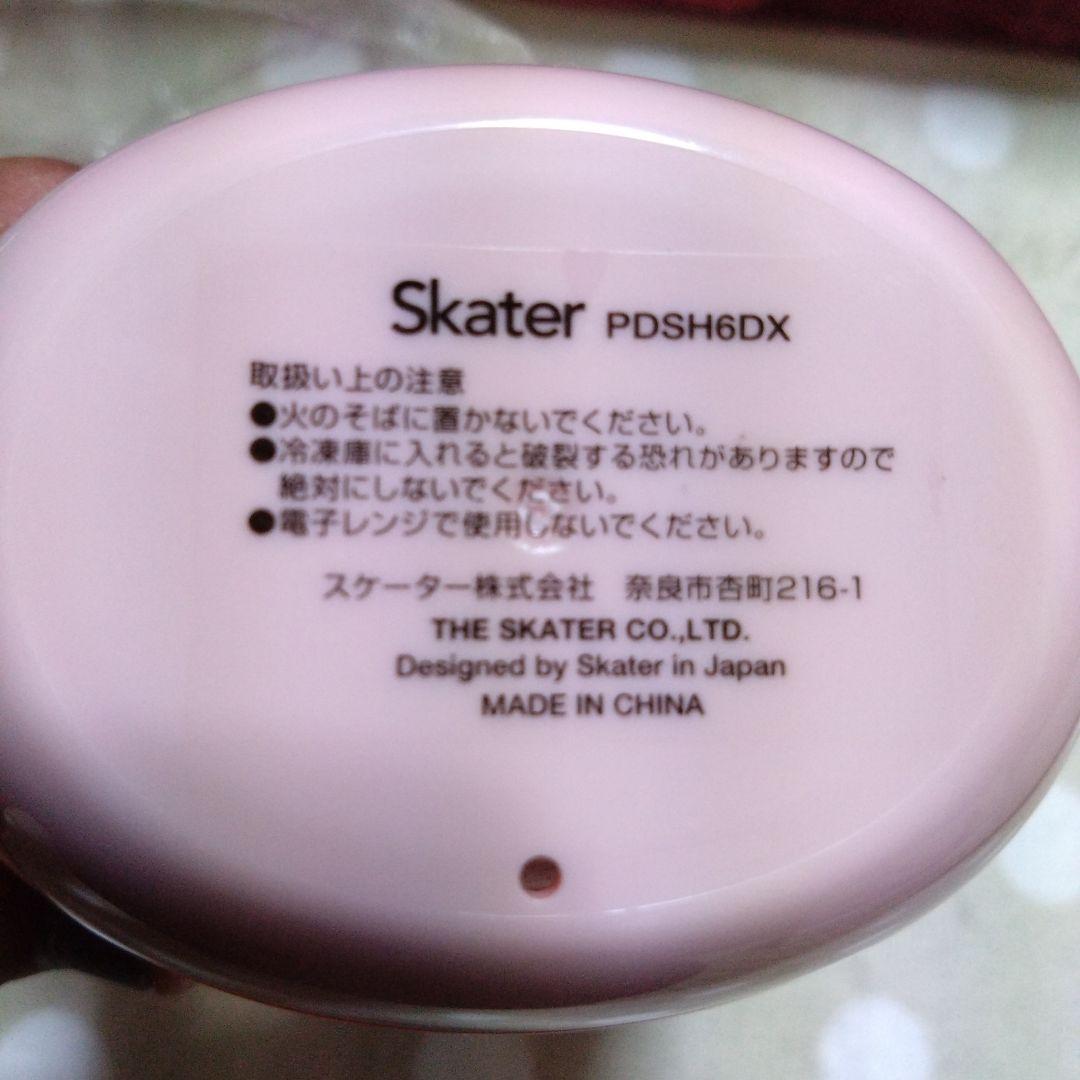 Skater PDSH6DX
取扱い上の注意
●火のそばに置かないでください。
●冷凍庫に入れると破裂する恐れがありますので
絶対にしないでください。
●電子レンジで使用しないでください。
スケーター株式会社 奈良市杏町216-1
THE SKATER CO.,LTD.
Designed by Skater in Japan
MADE IN CHINA